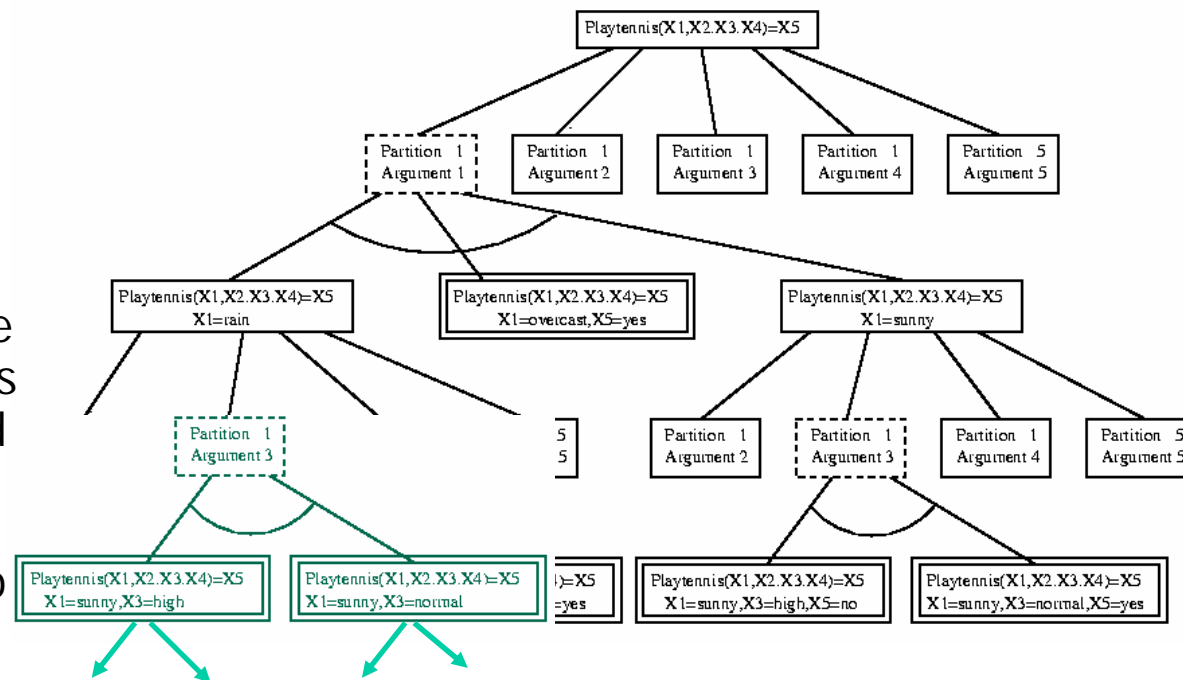 Playtennis(X1,X2.X3.X4)=X5
Partition 1
Argument 1
Partition 1
Argument 2
Partition 1
Argument 3
Partition 1
Argument 4
Partition 5
Argument 5
Playtennis(X1,X2.X3.X4)=X5
X1=rain
Playtennis(X1,X2.X3.X4)=X5
X1=overcast,X5=yes
Playtennis(X1,X2.X3.X4)=X5
X1=sunny
e
s
Partition 1
Argument 3
5
5
Partition 1
Argument 2
Partition 1
Argument 3
Partition 1
Argument 4
Partition 5
Argument 5
Playtennis(X1,X2.X3.X4)=X5
X1=sunny,X3=high
Playtennis(X1,X2.X3.X4)=X5
X1=sunny,X3=normal
)=X5
=yes
Playtennis(X1,X2.X3.X4)=X5
X1=sunny,X3=high,X5=no
Playtennis(X1,X2.X3.X4)=X5
X1=sunny,X3=normal,X5=yes